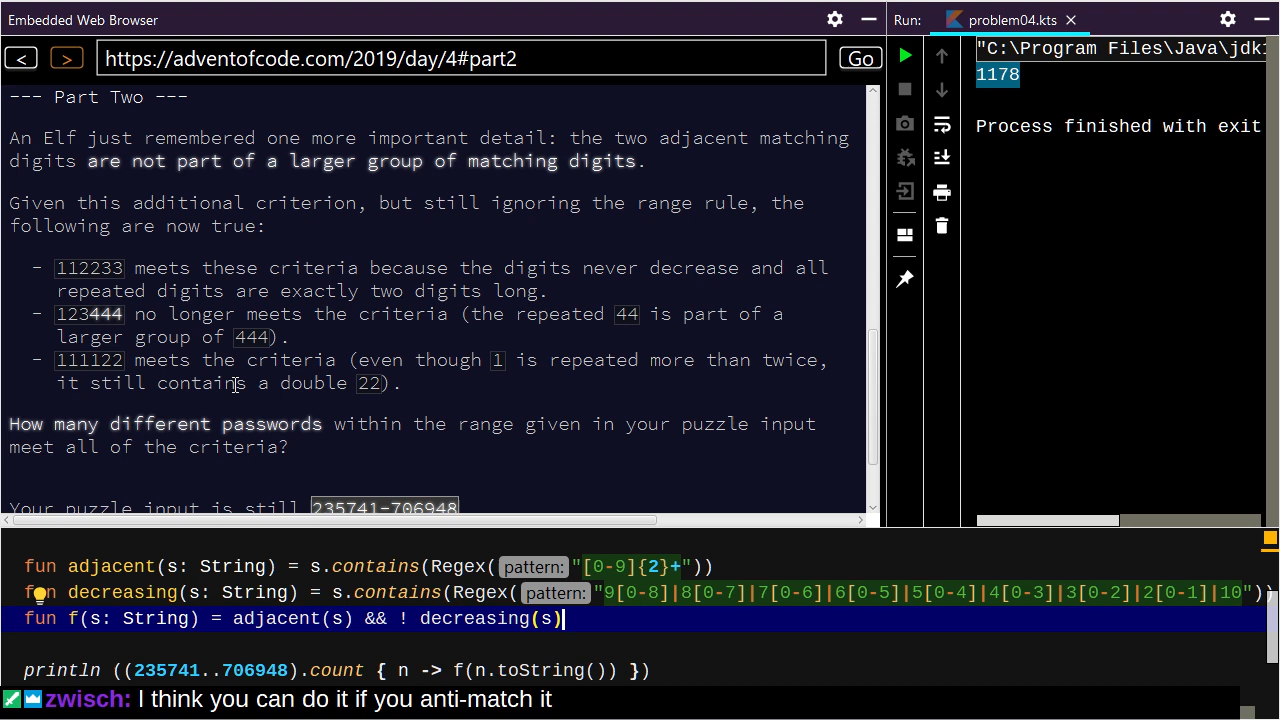 Embedded Web Browser
Run: problem04.kts
< > https://adventofcode.com/2019/day/4#part2 Go
"C:\Program Files\Java\jdk1
1178
Process finished with exit
--- Part Two ---
An Elf just remembered one more important detail: the two adjacent matching
digits are not part of a larger group of matching digits.
Given this additional criterion, but still ignoring the range rule, the
following are now true:
- 112233 meets these criteria because the digits never decrease and all
repeated digits are exactly two digits long.
- 123444 no longer meets the criteria (the repeated 44 is part of a
larger group of 444).
- 111122 meets the criteria (even though 1 is repeated more than twice,
it still contains a double 22).
How many different passwords within the range given in your puzzle input
meet all of the criteria?
Your puzzle input is still 235741-706948
fun adjacent(s: String) = s.contains(Regex( pattern: "[0-9]{2}+"))
fun decreasing(s: String) = s.contains(Regex( pattern: "9[0-8]|8[0-7]|7[0-6]|6[0-5]|5[0-4]|4[0-3]|3[0-2]|2[0-1]|10"))
fun f(s: String) = adjacent(s) && ! decreasing(s)
println ((235741..706948).count { n -> f(n.toString()) })
zwisch: I think you can do it if you anti-match it